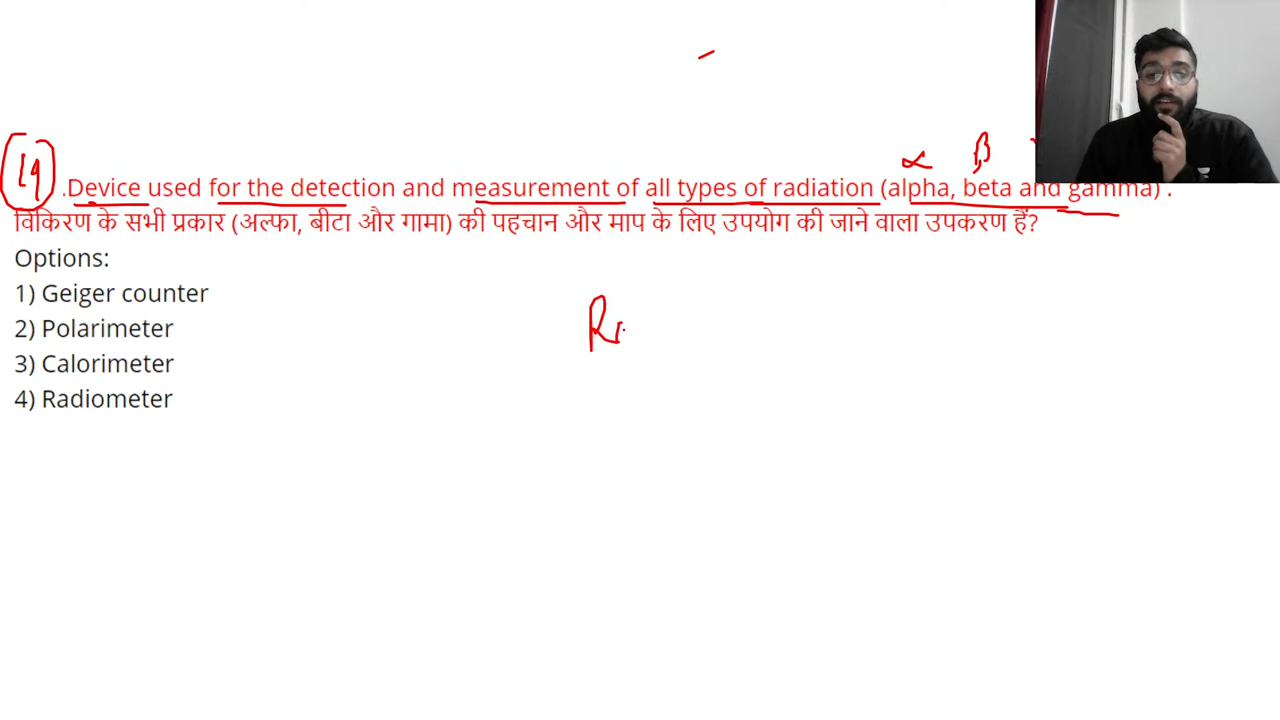 α β
19 .Device used for the detection and measurement of all types of radiation (alpha, beta and gamma) .
विकिरण के सभी प्रकार (अल्फा, बीटा और गामा) की पहचान और माप के लिए उपयोग की जाने वाला उपकरण हैं?
Options:
1) Geiger counter
2) Polarimeter
3) Calorimeter
4) Radiometer